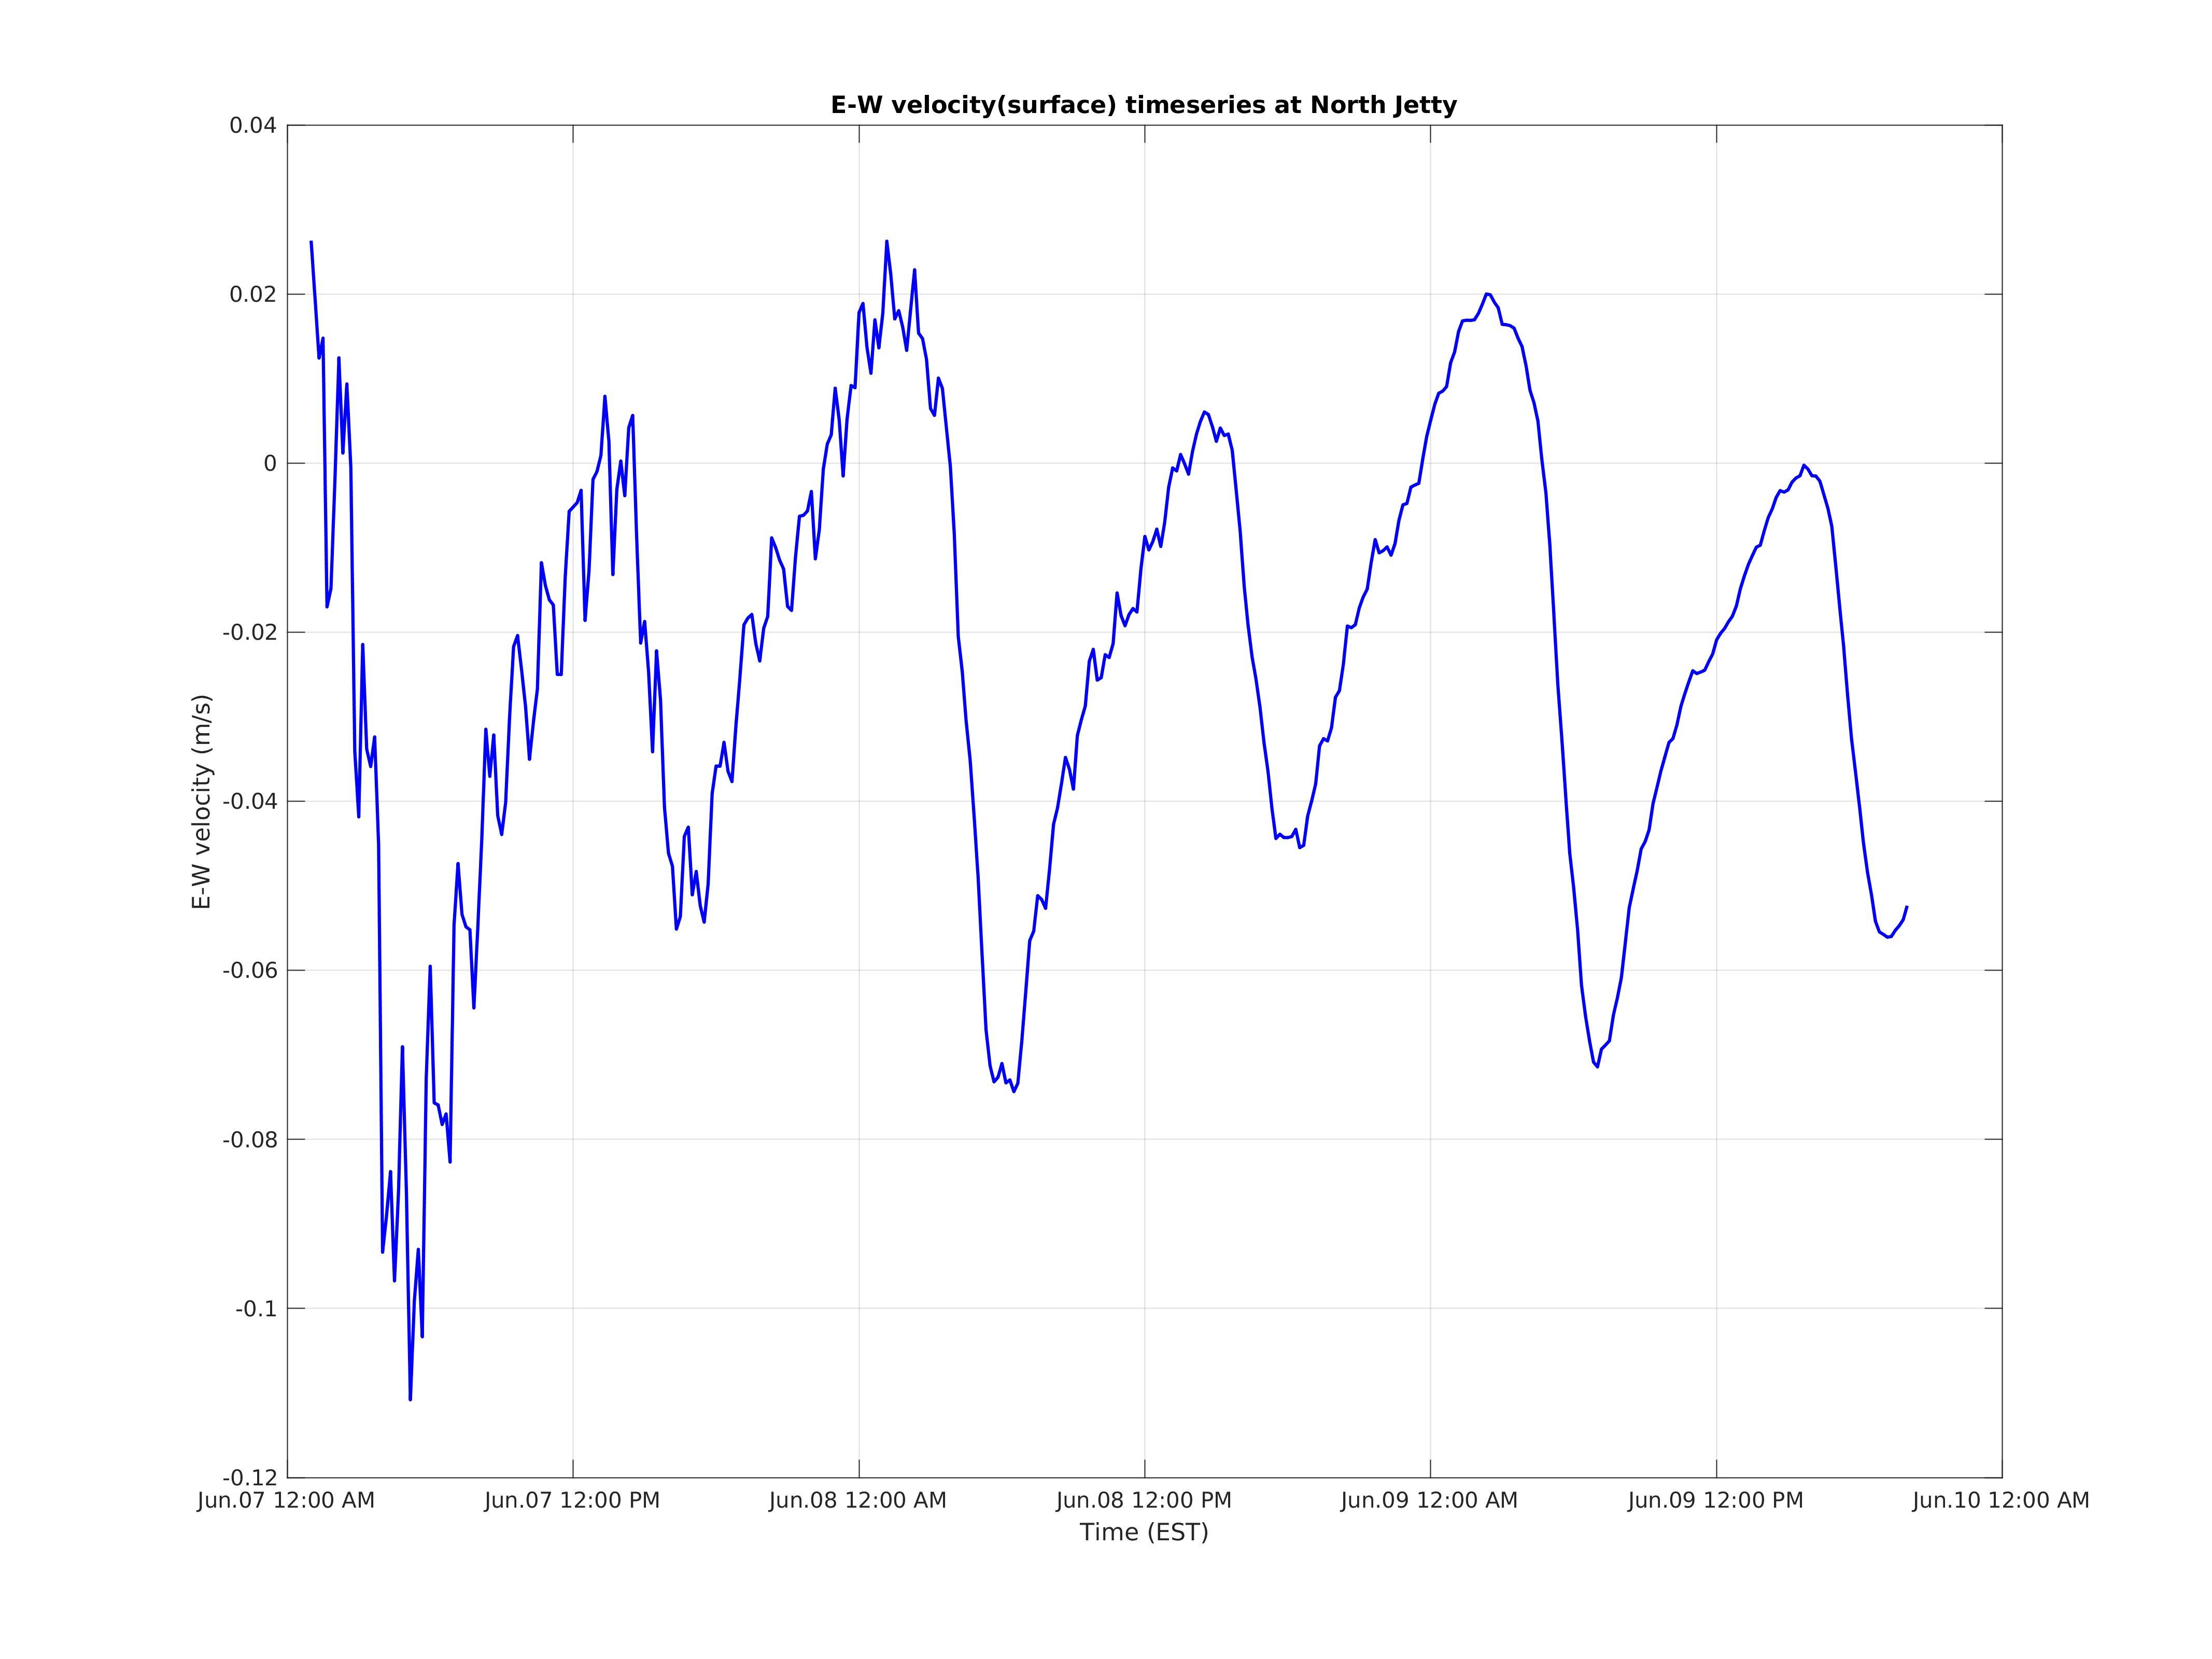 E-W velocity(surface) timeseries at North Jetty
0.04
0.02
0
-0.02
-0.04
-0.06
-0.08
-0.1
-0.12
E-W velocity (m/s)
Jun.07 12:00 AM Jun.07 12:00 PM Jun.08 12:00 AM Jun.08 12:00 PM Jun.09 12:00 AM Jun.09 12:00 PM Jun.10 12:00 AM
Time (EST)